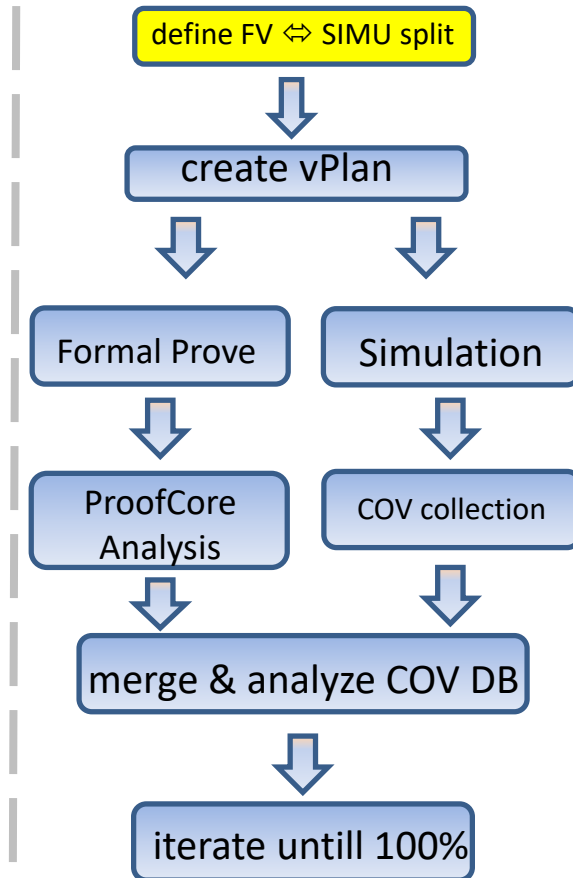 define FV ⇔ SIMU split
create vPlan
Formal Prove
Simulation
ProofCore
Analysis
COV collection
merge & analyze COV DB
iterate untill 100%